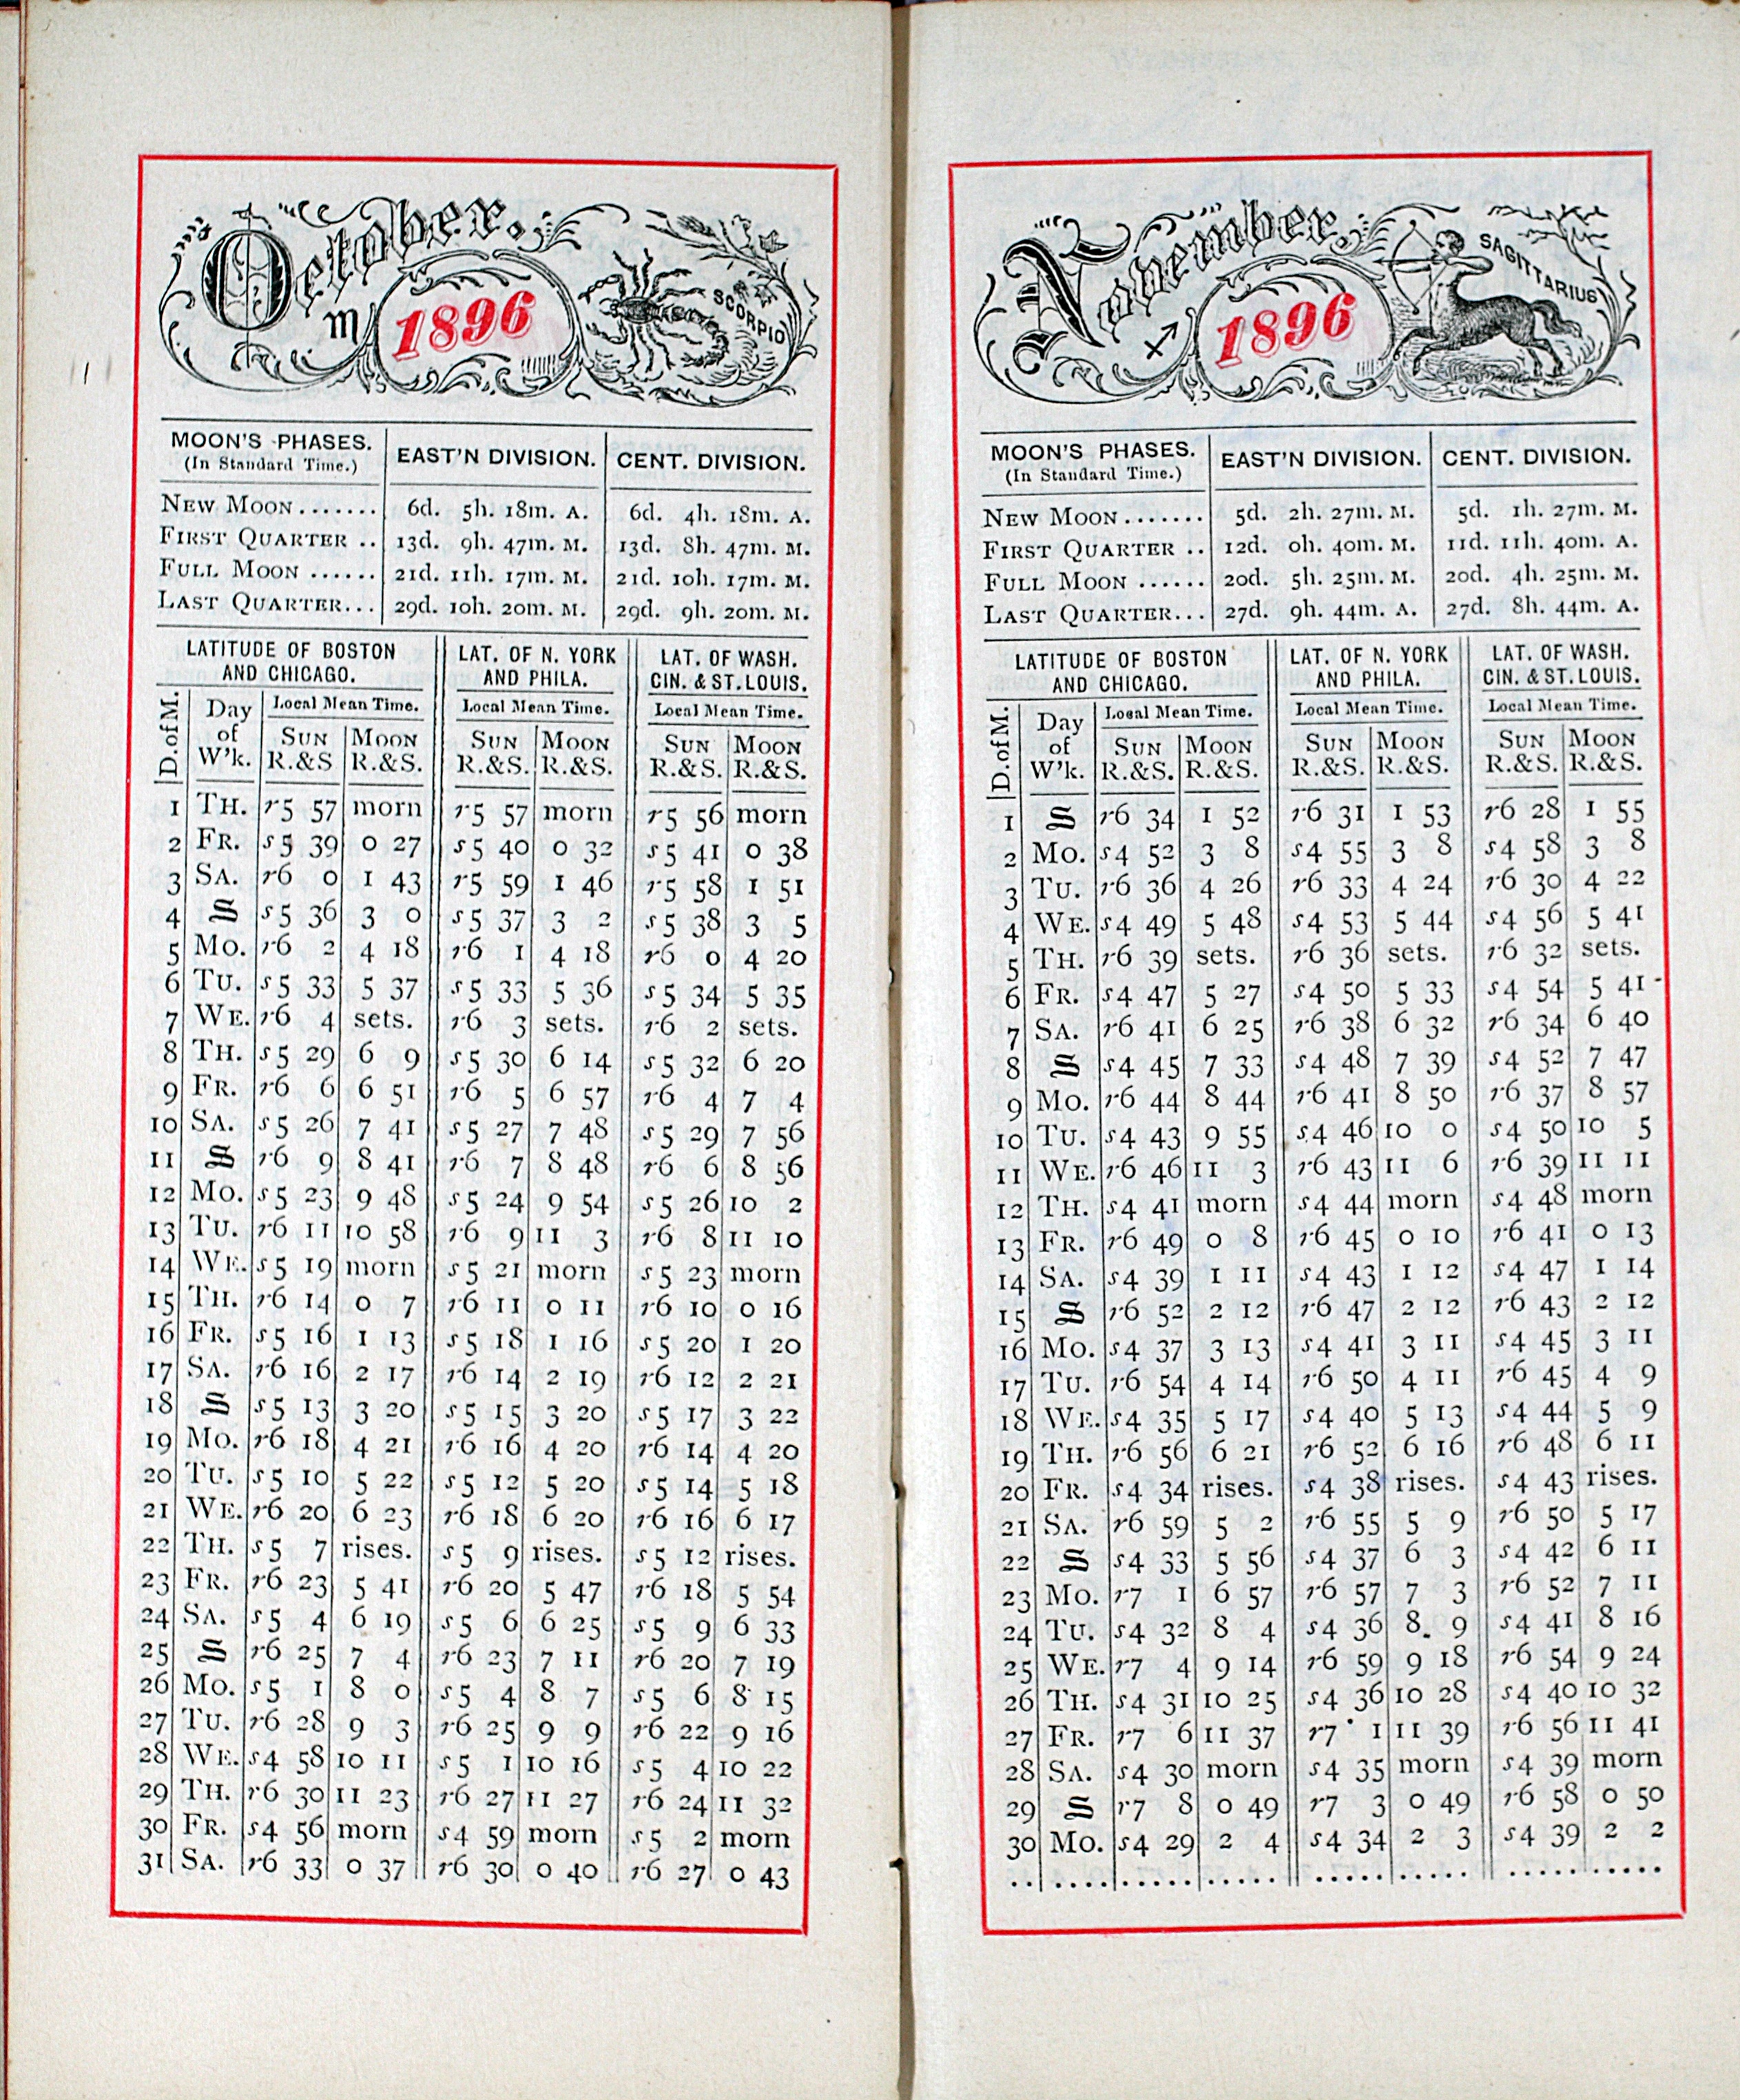 October,
♏
1896
SCORPIO
MOON'S PHASES. EAST'N DIVISION. CENT. DIVISION.
(In Standard Time.)
NEW MOON....... 6d. 5h. 18m. A. 6d. 4h. 18m. A.
FIRST QUARTER .. 13d. 9h. 47m. M. 13d. 8h. 47m. M.
FULL MOON ...... 21d. 11h. 17m. M. 21d. 10h. 17m. M.
LAST QUARTER... 29d. 10h. 20m. M. 29d. 9h. 20m. M.
LATITUDE OF BOSTON LAT. OF N. YORK LAT. OF WASH.
AND CHICAGO. AND PHILA. CIN. & ST. LOUIS.
D. of M. Day of W'k. Local Mean Time. Local Mean Time. Local Mean Time.
SUN MOON SUN MOON SUN MOON
R.&S R.&S. R.&S. R.&S. R.&S. R.&S.
1 TH. r5 57 morn r5 57 morn r5 56 morn
2 FR. s5 39 0 27 s5 40 0 32 s5 41 0 38
3 SA. r6 0 1 43 r5 59 1 46 r5 58 1 51
4 S s5 36 3 0 s5 37 3 2 s5 38 3 5
5 MO. r6 2 4 18 r6 1 4 18 r6 0 4 20
6 TU. s5 33 5 37 s5 33 5 36 s5 34 5 35
7 WE. r6 4 sets. r6 3 sets. r6 2 sets.
8 TH. s5 29 6 9 s5 30 6 14 s5 32 6 20
9 FR. r6 6 6 51 r6 5 6 57 r6 4 7 4
10 SA. s5 26 7 41 s5 27 7 48 s5 29 7 56
11 S r6 9 8 41 r6 7 8 48 r6 6 8 56
12 MO. s5 23 9 48 s5 24 9 54 s5 26 10 2
13 TU. r6 11 10 58 r6 9 11 3 r6 8 11 10
14 WE. s5 19 morn s5 21 morn s5 23 morn
15 TH. r6 14 0 7 r6 11 0 11 r6 10 0 16
16 FR. s5 16 1 13 s5 18 1 16 s5 20 1 20
17 SA. r6 16 2 17 r6 14 2 19 r6 12 2 21
18 S s5 13 3 20 s5 15 3 20 s5 17 3 22
19 MO. r6 18 4 21 r6 16 4 20 r6 14 4 20
20 TU. s5 10 5 22 s5 12 5 20 s5 14 5 18
21 WE. r6 20 6 23 r6 18 6 20 r6 16 6 17
22 TH. s5 7 rises. s5 9 rises. s5 12 rises.
23 FR. r6 23 5 41 r6 20 5 47 r6 18 5 54
24 SA. s5 4 6 19 s5 6 6 25 s5 9 6 33
25 S r6 25 7 4 r6 23 7 11 r6 20 7 19
26 MO. s5 1 8 0 s5 4 8 7 s5 6 8 15
27 TU. r6 28 9 3 r6 25 9 9 r6 22 9 16
28 WE. s4 58 10 11 s5 1 10 16 s5 4 10 22
29 TH. r6 30 11 23 r6 27 11 27 r6 24 11 32
30 FR. s4 56 morn s4 59 morn s5 2 morn
31 SA. r6 33 0 37 r6 30 0 40 r6 27 0 43
November,
♐
1896
SAGITTARIUS
MOON'S PHASES. EAST'N DIVISION. CENT. DIVISION.
(In Standard Time.)
NEW MOON....... 5d. 2h. 27m. M. 5d. 1h. 27m. M.
FIRST QUARTER .. 12d. 0h. 40m. M. 11d. 11h. 40m. A.
FULL MOON ...... 20d. 5h. 25m. M. 20d. 4h. 25m. M.
LAST QUARTER... 27d. 9h. 44m. A. 27d. 8h. 44m. A.
LATITUDE OF BOSTON LAT. OF N. YORK LAT. OF WASH.
AND CHICAGO. AND PHILA. CIN. & ST. LOUIS.
D. of M. Day of W'k. Local Mean Time. Local Mean Time. Local Mean Time.
SUN MOON SUN MOON SUN MOON
R.&S. R.&S. R.&S. R.&S. R.&S. R.&S.
1 S r6 34 1 52 r6 31 1 53 r6 28 1 55
2 MO. s4 52 3 8 s4 55 3 8 s4 58 3 8
3 TU. r6 36 4 26 r6 33 4 24 r6 30 4 22
4 WE. s4 49 5 48 s4 53 5 44 s4 56 5 41
5 TH. r6 39 sets. r6 36 sets. r6 32 sets.
6 FR. s4 47 5 27 s4 50 5 33 s4 54 5 41
7 SA. r6 41 6 25 r6 38 6 32 r6 34 6 40
8 S s4 45 7 33 s4 48 7 39 s4 52 7 47
9 MO. r6 44 8 44 r6 41 8 50 r6 37 8 57
10 TU. s4 43 9 55 s4 46 10 0 s4 50 10 5
11 WE. r6 46 11 3 r6 43 11 6 r6 39 11 11
12 TH. s4 41 morn s4 44 morn s4 48 morn
13 FR. r6 49 0 8 r6 45 0 10 r6 41 0 13
14 SA. s4 39 1 11 s4 43 1 12 s4 47 1 14
15 S r6 52 2 12 r6 47 2 12 r6 43 2 12
16 MO. s4 37 3 13 s4 41 3 11 s4 45 3 11
17 TU. r6 54 4 14 r6 50 4 11 r6 45 4 9
18 WE. s4 35 5 17 s4 40 5 13 s4 44 5 9
19 TH. r6 56 6 21 r6 52 6 16 r6 48 6 11
20 FR. s4 34 rises. s4 38 rises. s4 43 rises.
21 SA. r6 59 5 2 r6 55 5 9 r6 50 5 17
22 S s4 33 5 56 s4 37 6 3 s4 42 6 11
23 MO. r7 1 6 57 r6 57 7 3 r6 52 7 11
24 TU. s4 32 8 4 s4 36 8 9 s4 41 8 16
25 WE. r7 4 9 14 r6 59 9 18 r6 54 9 24
26 TH. s4 31 10 25 s4 36 10 28 s4 40 10 32
27 FR. r7 6 11 37 r7 1 11 39 r6 56 11 41
28 SA. s4 30 morn s4 35 morn s4 39 morn
29 S r7 8 0 49 r7 3 0 49 r6 58 0 50
30 MO. s4 29 2 4 s4 34 2 3 s4 39 2 2